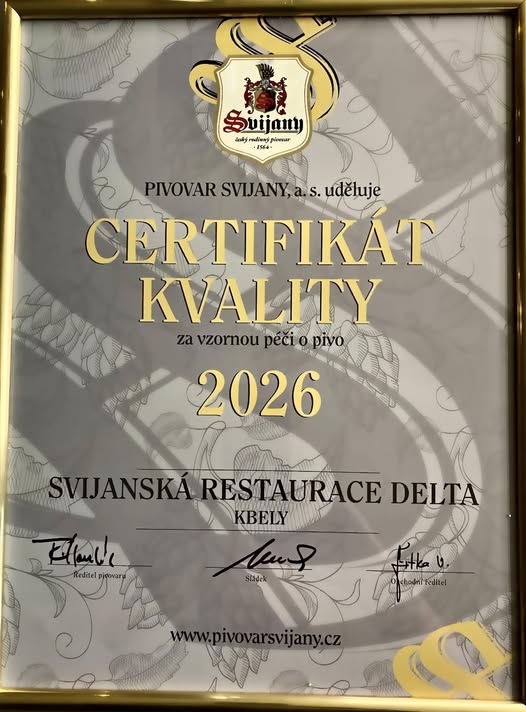 Svijany
český rodinný pivovar
· 1564 ·
PIVOVAR SVIJANY, a. s. uděluje
CERTIFIKÁT
KVALITY
za vzornou péči o pivo
2026
SVIJANSKÁ RESTAURACE DELTA
KBELY
Ředitel pivovaru
Sládek
Obchodní ředitel
www.pivovarsvijany.cz